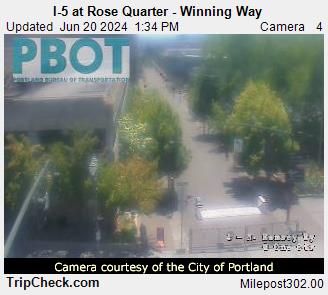 I-5 at Rose Quarter - Winning Way
Updated Jun 20 2024 1:34 PM Camera 4
PBOT
PORTLAND BUREAU OF TRANSPORTATION
Camera courtesy of the City of Portland
TripCheck.com Milepost302.00